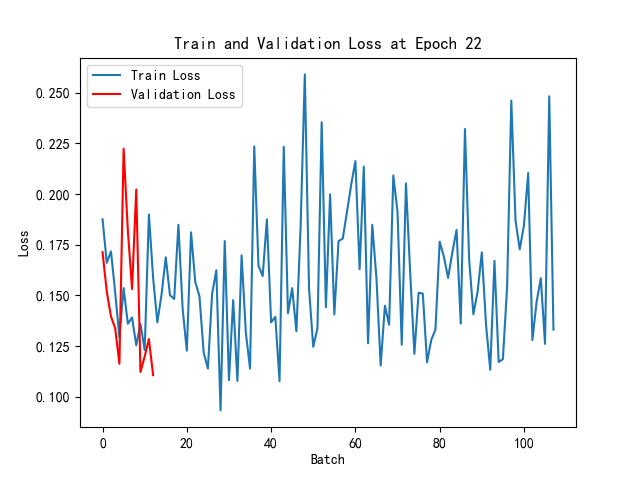 Train and Validation Loss at Epoch 22
Train Loss
Validation Loss
0.250
0.225
0.200
0.175
0.150
0.125
0.100
Loss
0 20 40 60 80 100
Batch